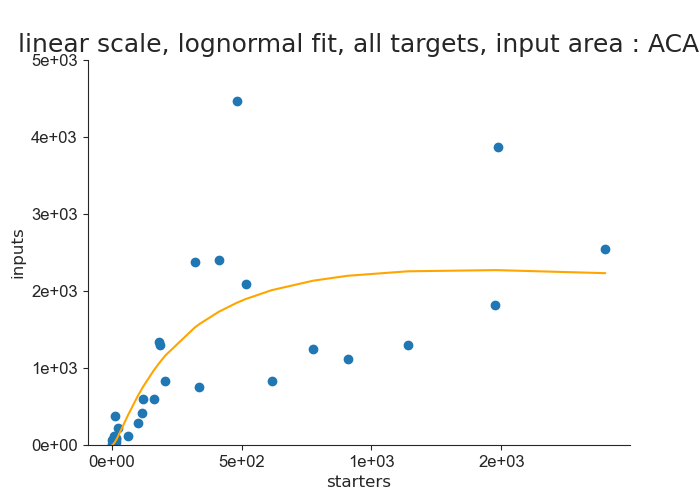 linear scale, lognormal fit, all targets, input area : ACA
5e+03
4e+03
3e+03
2e+03
1e+03
0e+00
inputs
0e+00 5e+02 1e+03 2e+03
starters